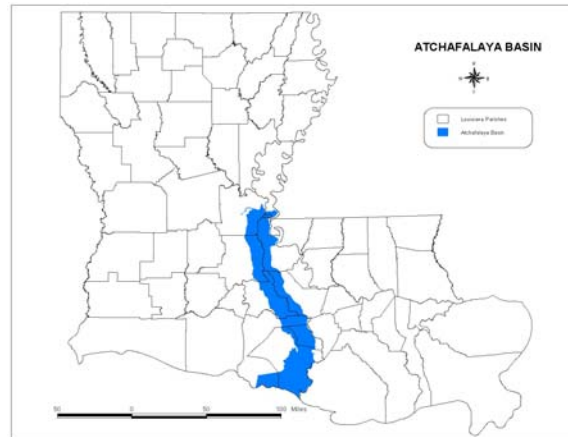 ATCHAFALAYA BASIN
N
W E
S
Louisiana Parishes
Atchafalaya Basin
50 0 50 100 Miles